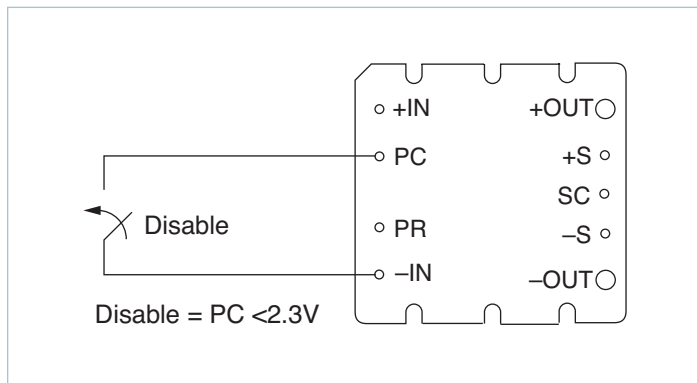 +IN
+OUT
PC
+S
SC
Disable
PR
–S
–IN
–OUT
Disable = PC <2.3V